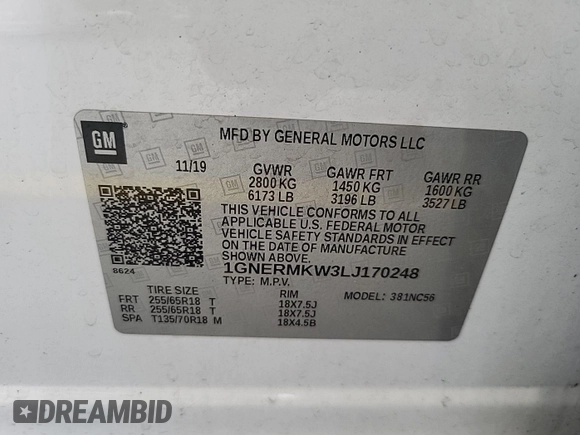 GM
MFD BY GENERAL MOTORS LLC
11/19 GVWR GAWR FRT GAWR RR
2800 KG 1450 KG 1600 KG
6173 LB 3196 LB 3527 LB
THIS VEHICLE CONFORMS TO ALL
APPLICABLE U.S. FEDERAL MOTOR
VEHICLE SAFETY STANDARDS IN EFFECT
ON THE DATE OF MANUFACTURE
SHOWN ABOVE.
8624
1GNERMKW3LJ170248
TYPE: M.P.V.
TIRE SIZE RIM MODEL: 381NC56
FRT 255/65R18 T 18X7.5J
RR 255/65R18 T 18X7.5J
SPA T135/70R18 M 18X4.5B
DREAMBID